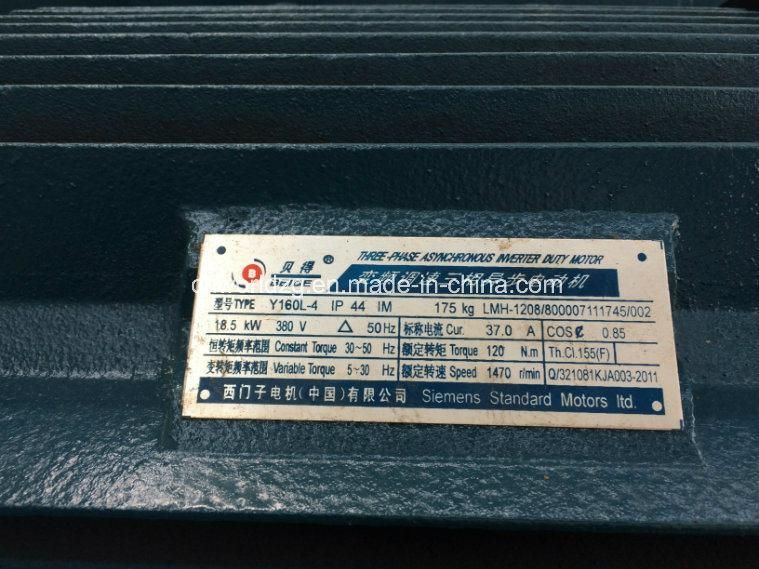 THREE-PHASE ASYNCHRONOUS INVERTER DUTY MOTOR
贝得 ® 变频调速三相异步电动机
BEIDE
型号TYPE Y160L-4 IP 44 IM 175 kg LMH-1208/800007111745/002
18.5 kW 380 V △ 50Hz 标称电流 Cur. 37.0 A COS¢ 0.85
恒转矩频率范围 Constant Torque 30~50 Hz 额定转矩 Torque 120 N.m Th.Cl.155(F)
变转矩频率范围 Variable Torque 5~30 Hz 额定转速 Speed 1470 r/min Q/321081KJA003-2011
西门子电机(中国)有限公司 Siemens Standard Motors ltd.